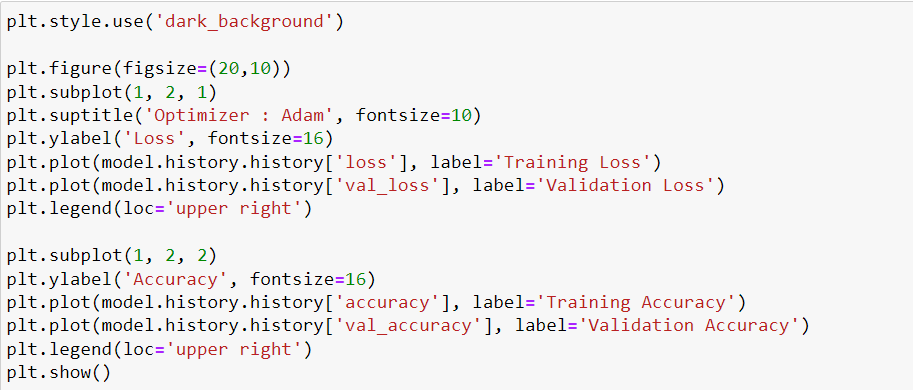 plt.style.use('dark_background')

plt.figure(figsize=(20,10))
plt.subplot(1, 2, 1)
plt.suptitle('Optimizer : Adam', fontsize=10)
plt.ylabel('Loss', fontsize=16)
plt.plot(model.history.history['loss'], label='Training Loss')
plt.plot(model.history.history['val_loss'], label='Validation Loss')
plt.legend(loc='upper right')

plt.subplot(1, 2, 2)
plt.ylabel('Accuracy', fontsize=16)
plt.plot(model.history.history['accuracy'], label='Training Accuracy')
plt.plot(model.history.history['val_accuracy'], label='Validation Accuracy')
plt.legend(loc='upper right')
plt.show()